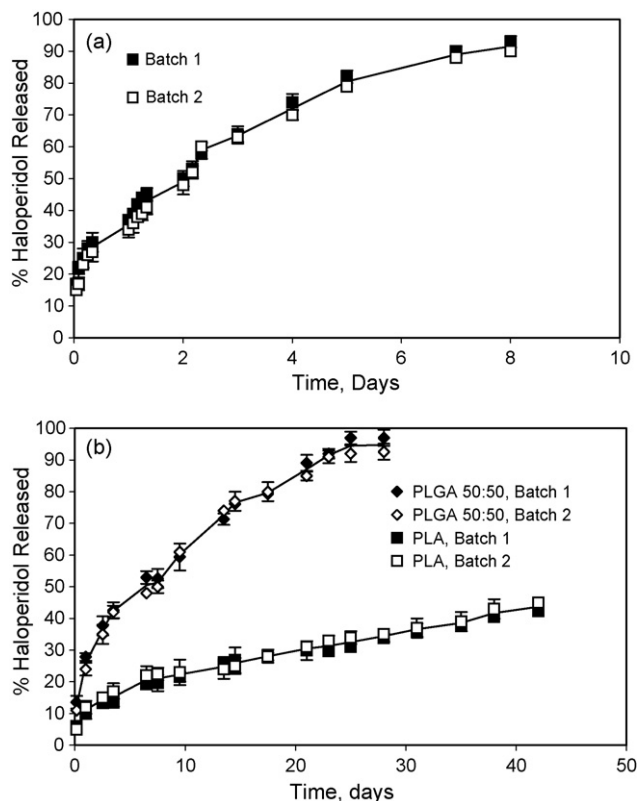 (a)
Batch 1
Batch 2
% Haloperidol Released
100
90
80
70
60
50
40
30
20
10
0
0 2 4 6 8 10
Time, Days
(b)
PLGA 50:50, Batch 1
PLGA 50:50, Batch 2
PLA, Batch 1
PLA, Batch 2
% Haloperidol Released
100
90
80
70
60
50
40
30
20
10
0
0 10 20 30 40 50
Time, days